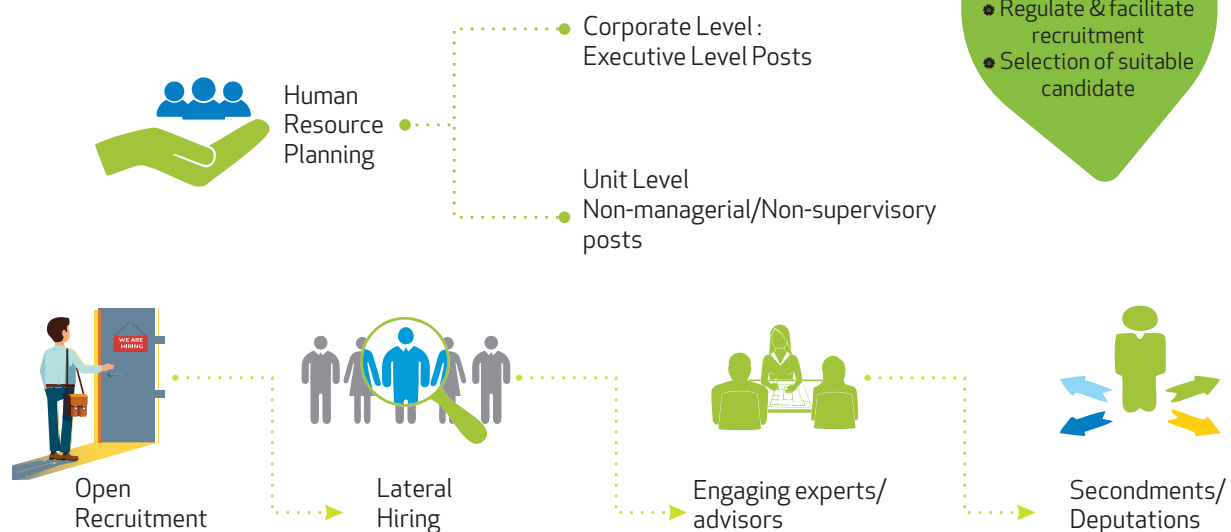 Regulate & facilitate
recruitment
Selection of suitable
candidate
Corporate Level :
Executive Level Posts
Human
Resource
Planning
Unit Level
Non-managerial/Non-supervisory
posts
WE ARE
HIRING
Open
Recruitment
Lateral
Hiring
Engaging experts/
advisors
Secondments/
Deputations